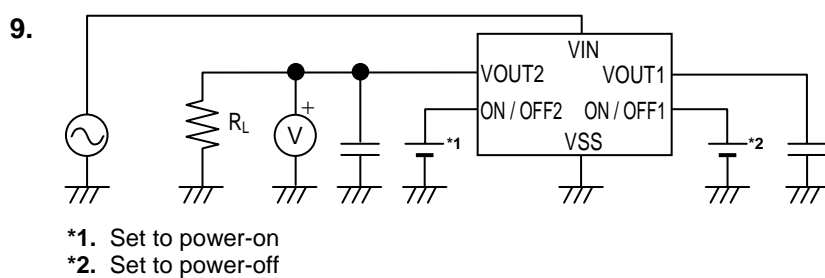 9.
VIN
VOUT2 VOUT1
ON / OFF2 ON / OFF1
VSS
RL
+
V
*1
*2
*1. Set to power-on
*2. Set to power-off